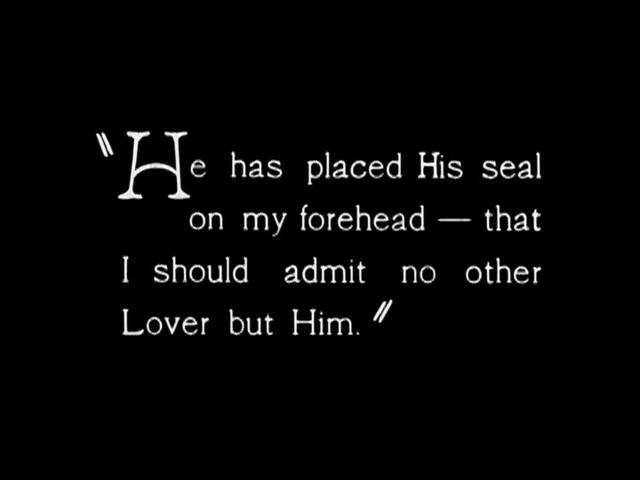 "He has placed His seal
on my forehead — that
I should admit no other
Lover but Him."